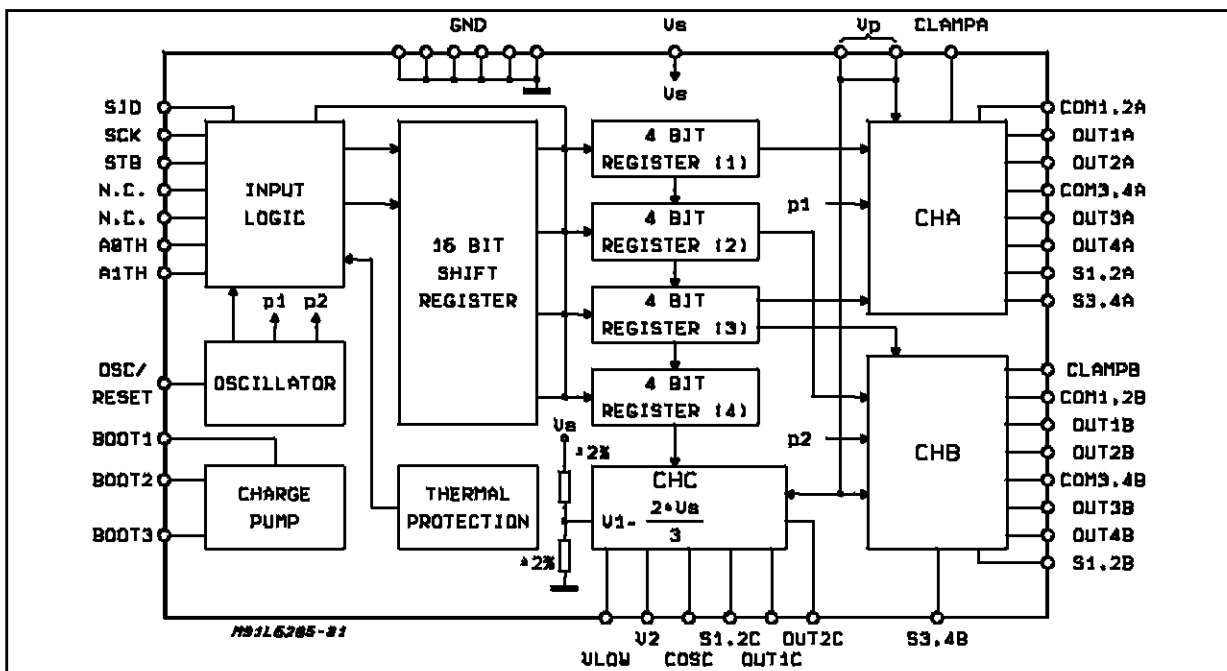 GND
Vs
Vp
CLAMPA
Vs
SID
SCK
STB
N.C.
N.C.
A0TH
A1TH
INPUT
LOGIC
16 BIT
SHIFT
REGISTER
4 BIT
REGISTER (1)
4 BIT
REGISTER (2)
4 BIT
REGISTER (3)
4 BIT
REGISTER (4)
p1
CHA
COM1,2A
OUT1A
OUT2A
COM3,4A
OUT3A
OUT4A
S1,2A
S3,4A
p1 p2
OSC/
RESET
OSCILLATOR
BOOT1
BOOT2
BOOT3
CHARGE
PUMP
THERMAL
PROTECTION
Vs
±2%
±2%
CHC
V1= 2*Vs
3
p2
CHB
CLAMPB
COM1,2B
OUT1B
OUT2B
COM3,4B
OUT3B
OUT4B
S1,2B
M91L6285-01
VLOW
V2
COSC
S1,2C
OUT1C
OUT2C
S3,4B